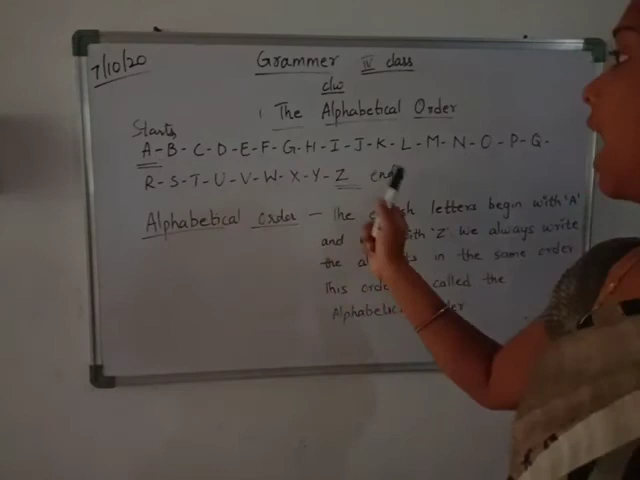 7/10/20
Grammer IV class
c/w
1 The Alphabetical Order
Starts
A - B - C - D - E - F - G - H - I - J - K - L - M - N - O - P - Q -
R - S - T - U - V - W - X - Y - Z
Alphabetical order — The letters begin with 'A'
and 'Z'. We always write
the in the same order
This called the